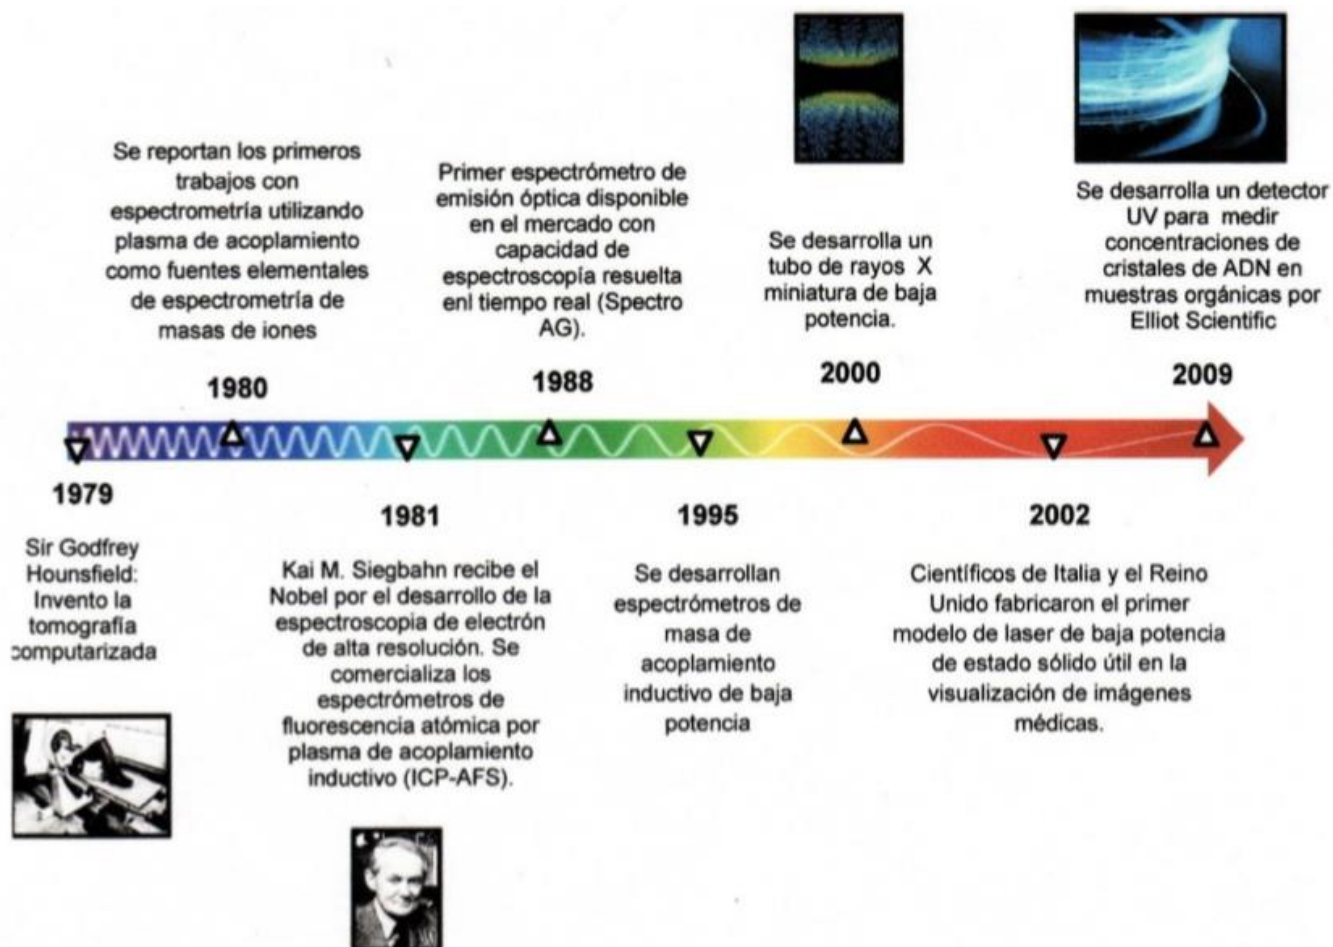 Se reportan los primeros
trabajos con
espectrometría utilizando
plasma de acoplamiento
como fuentes elementales
de espectrometría de
masas de iones
1980
Primer espectrómetro de
emisión óptica disponible
en el mercado con
capacidad de
espectroscopía resuelta
enl tiempo real (Spectro
AG).
1988
Se desarrolla un
tubo de rayos X
miniatura de baja
potencia.
2000
Se desarrolla un detector
UV para medir
concentraciones de
cristales de ADN en
muestras orgánicas por
Elliot Scientific
2009
1979
Sir Godfrey
Hounsfield:
Invento la
tomografía
computarizada
1981
Kai M. Siegbahn recibe el
Nobel por el desarrollo de la
espectroscopia de electrón
de alta resolución. Se
comercializa los
espectrómetros de
fluorescencia atómica por
plasma de acoplamiento
inductivo (ICP-AFS).
1995
Se desarrollan
espectrómetros de
masa de
acoplamiento
inductivo de baja
potencia
2002
Científicos de Italia y el Reino
Unido fabricaron el primer
modelo de laser de baja potencia
de estado sólido útil en la
visualización de imágenes
médicas.